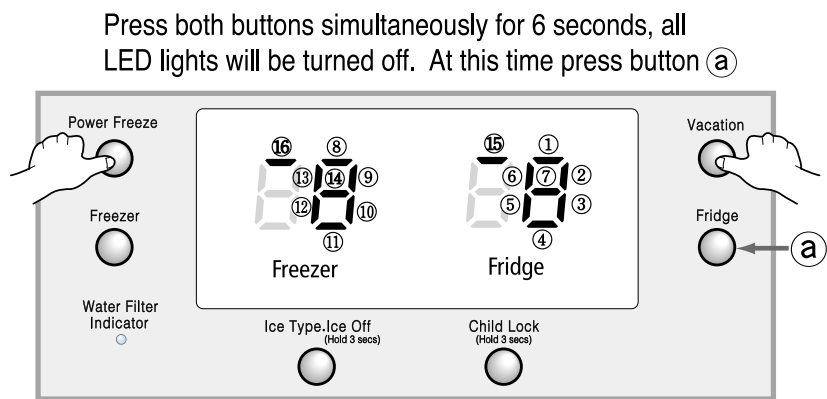 Press both buttons simultaneously for 6 seconds, all
LED lights will be turned off. At this time press button ⓐ
Power Freeze
Vacation
⑯ ⑧ ⑮ ①
⑬ ⑭ ⑨ ⑥ ⑦ ②
⑫ ⑩ ⑤ ③
⑪ ④
Freezer
Fridge
ⓐ
Freezer Fridge
Water Filter
Indicator
Ice Type.Ice Off
(Hold 3 secs)
Child Lock
(Hold 3 secs)